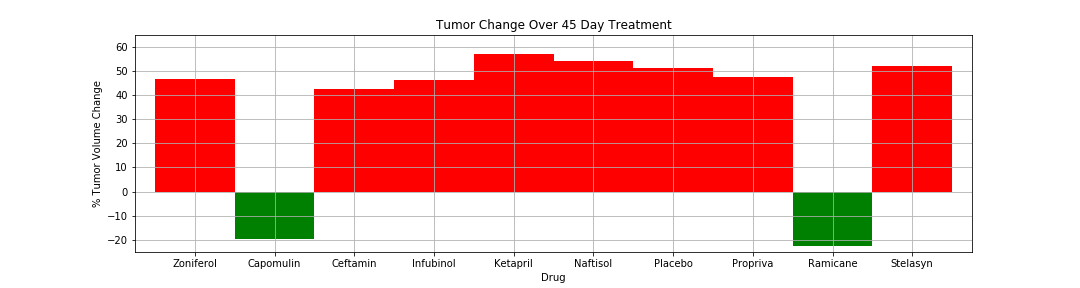 Tumor Change Over 45 Day Treatment
% Tumor Volume Change
60
50
40
30
20
10
0
−10
−20
Zoniferol Capomulin Ceftamin Infubinol Ketapril Naftisol Placebo Propriva Ramicane Stelasyn
Drug